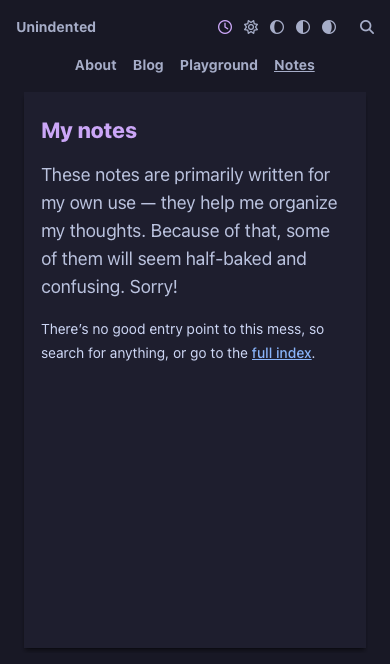 Unindented
About Blog Playground Notes
My notes
These notes are primarily written for
my own use — they help me organize
my thoughts. Because of that, some
of them will seem half-baked and
confusing. Sorry!
There’s no good entry point to this mess, so
search for anything, or go to the full index.